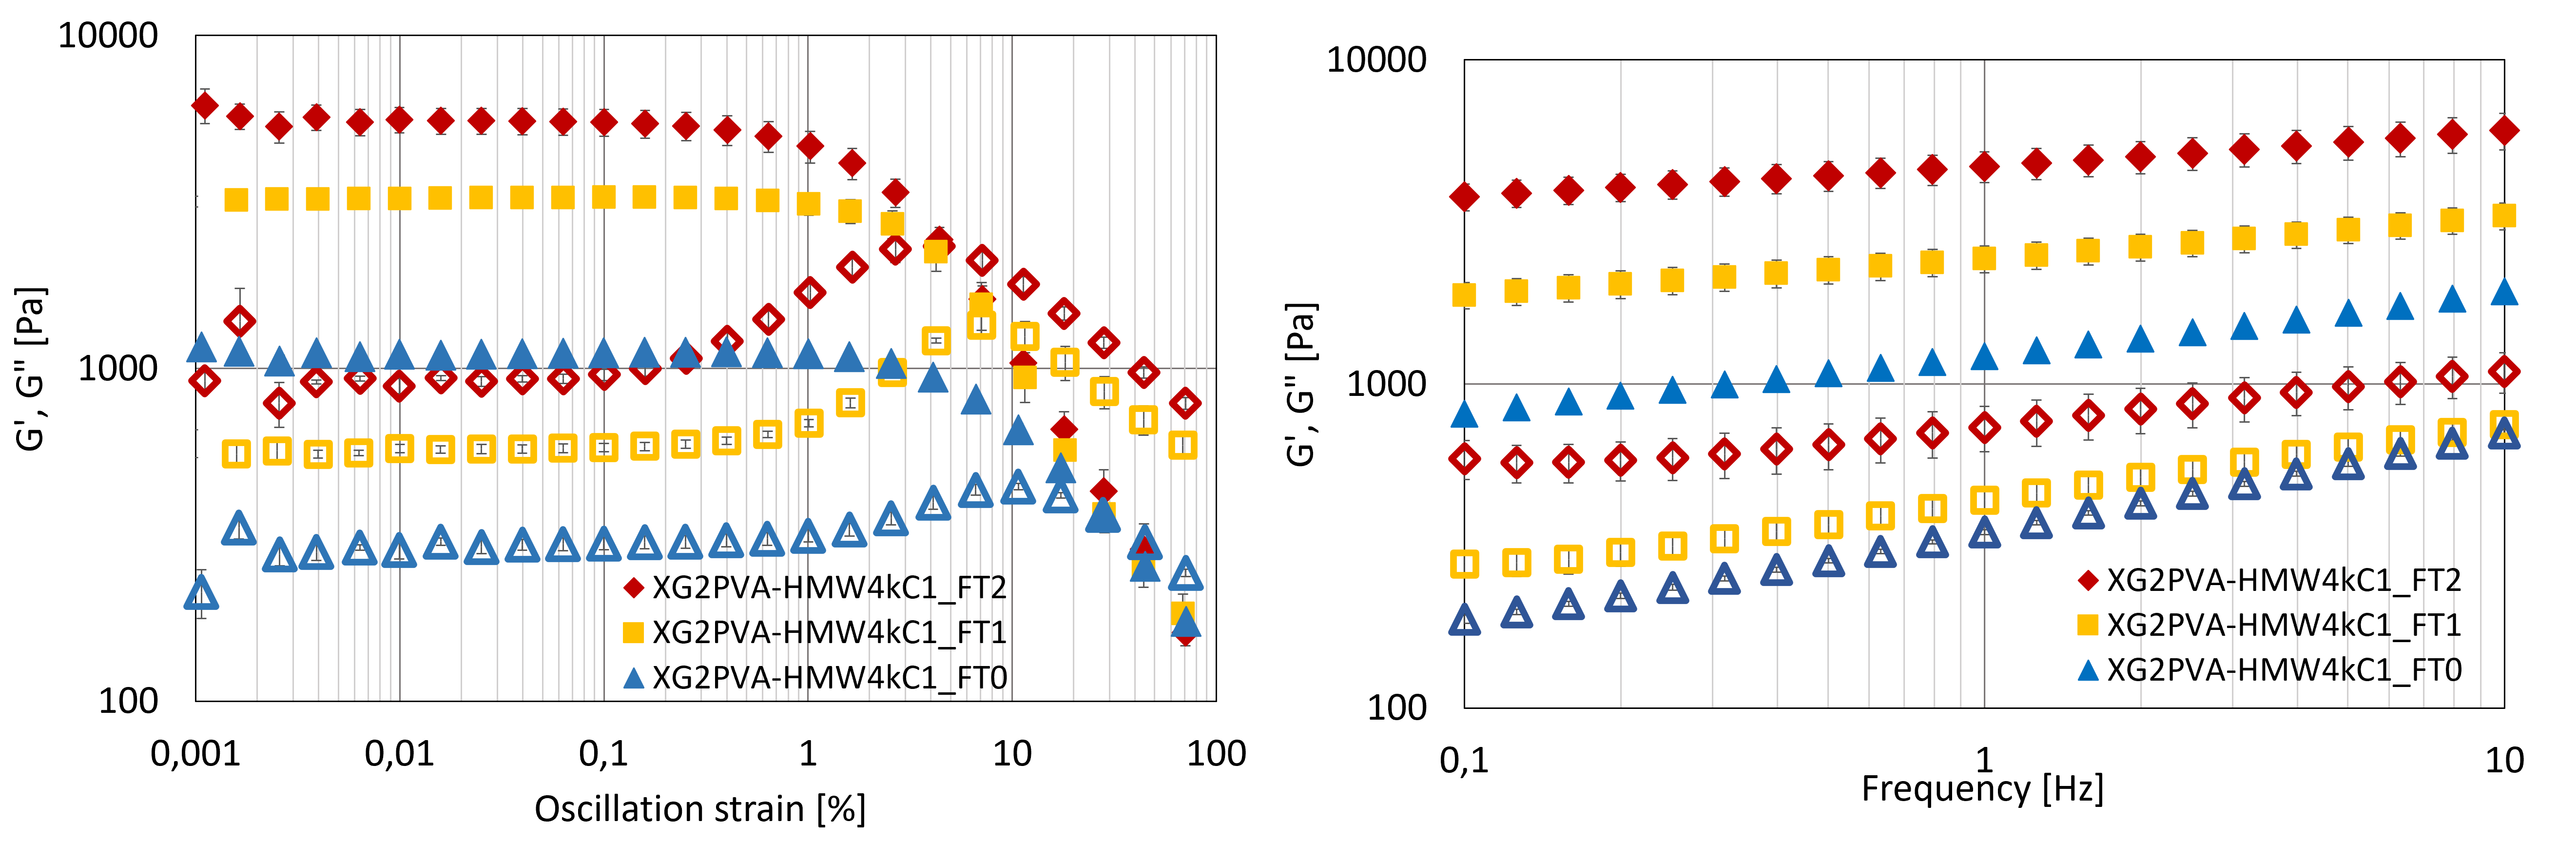 10000
1000
100
G', G" [Pa]
0,001
0,01
0,1
1
10
100
Oscillation strain [%]
XG2PVA-HMW4kC1_FT2
XG2PVA-HMW4kC1_FT1
XG2PVA-HMW4kC1_FT0
10000
1000
100
G', G" [Pa]
0,1
1
10
Frequency [Hz]
XG2PVA-HMW4kC1_FT2
XG2PVA-HMW4kC1_FT1
XG2PVA-HMW4kC1_FT0